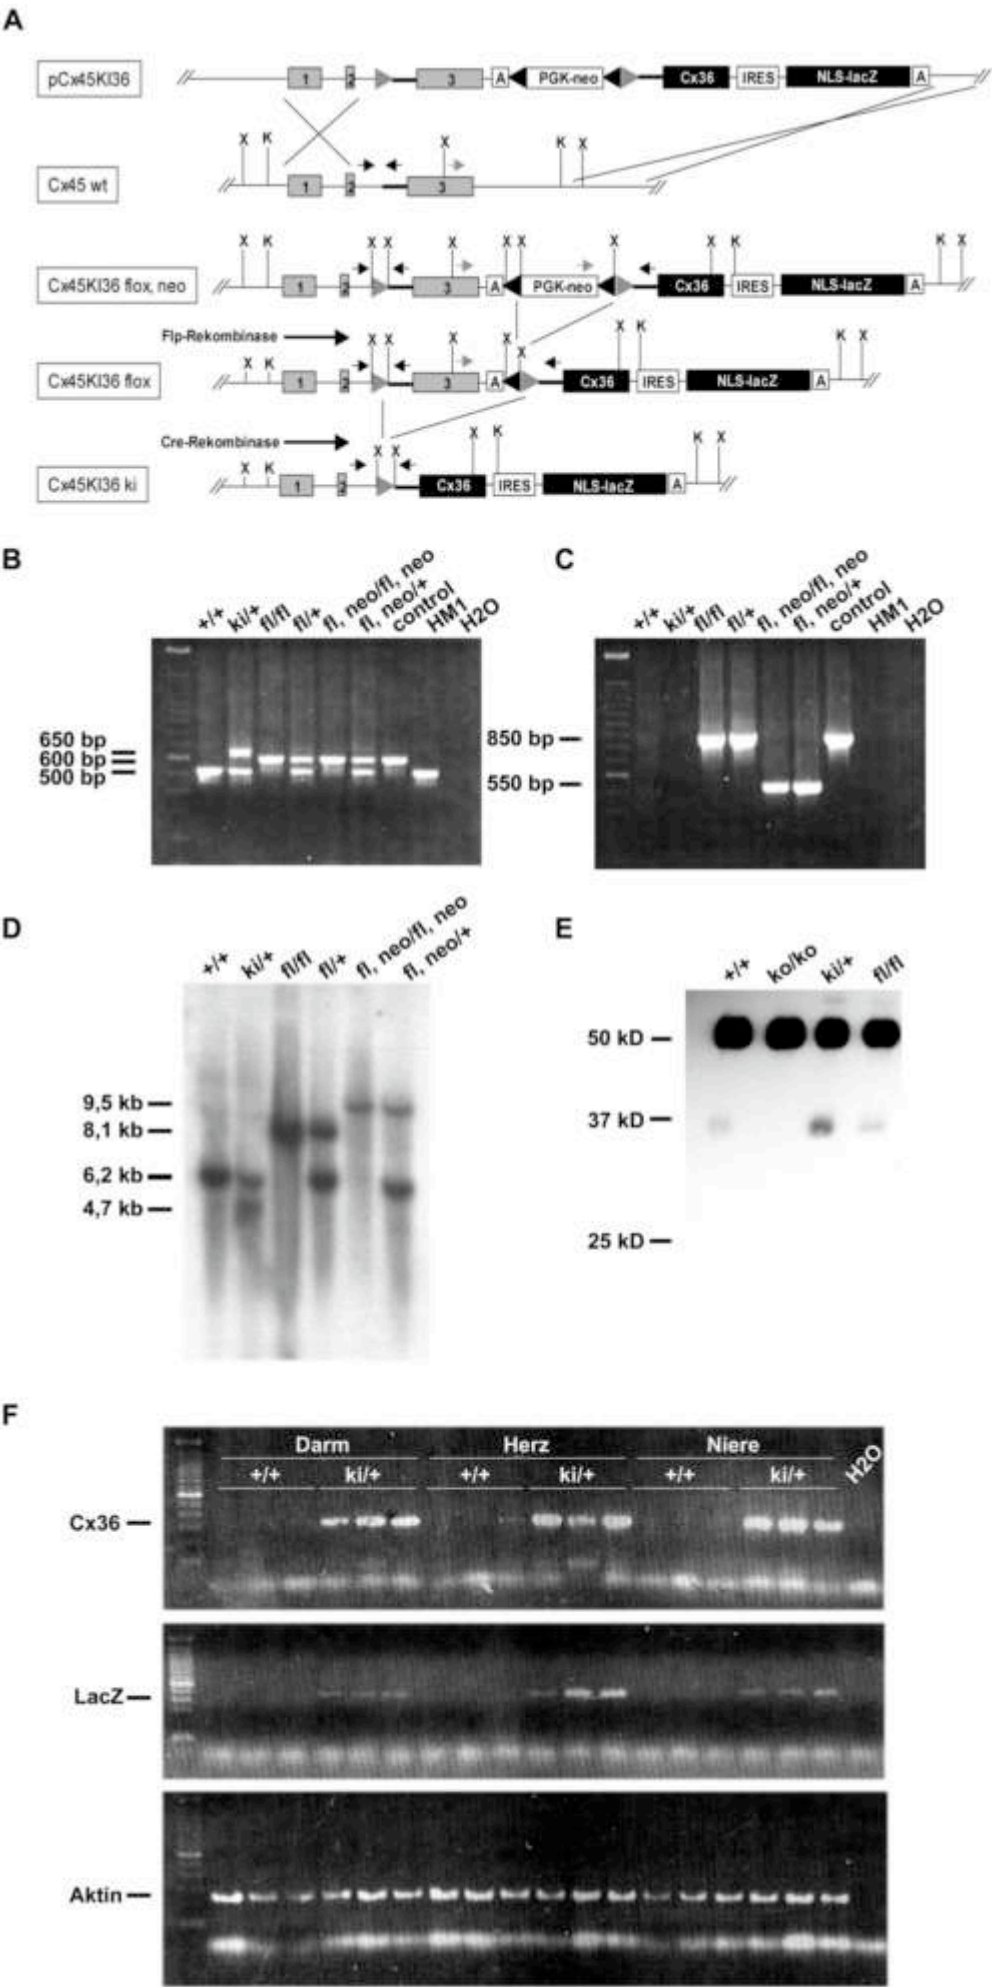 A
pCx45KI36 1 2 3 A PGK-neo Cx36 IRES NLS-lacZ A
X K X K X
Cx45 wt 1 2 3
X K X X X X X X X K K X
Cx45KI36 flox, neo 1 2 3 A PGK-neo Cx36 IRES NLS-lacZ A
Flp-Rekombinase
X K X X X X X X K K X
Cx45KI36 flox 1 2 3 A Cx36 IRES NLS-lacZ A
Cre-Rekombinase
X K X X X K K X
Cx45KI36 ki 1 2 Cx36 IRES NLS-lacZ A
B
+/+ ki/+ fl/fl fl/+ fl, neo/fl, neo fl, neo/+ control HM1 H2O
650 bp
600 bp
500 bp
C
+/+ ki/+ fl/fl fl/+ fl, neo/fl, neo fl, neo/+ control HM1 H2O
850 bp
550 bp
D
+/+ ki/+ fl/fl fl/+ fl, neo/fl, neo fl, neo/+
9,5 kb
8,1 kb
6,2 kb
4,7 kb
E
+/+ ko/ko ki/+ fl/fl
50 kD
37 kD
25 kD
F
Darm Herz Niere
+/+ ki/+ +/+ ki/+ +/+ ki/+ H2O
Cx36
LacZ
Aktin